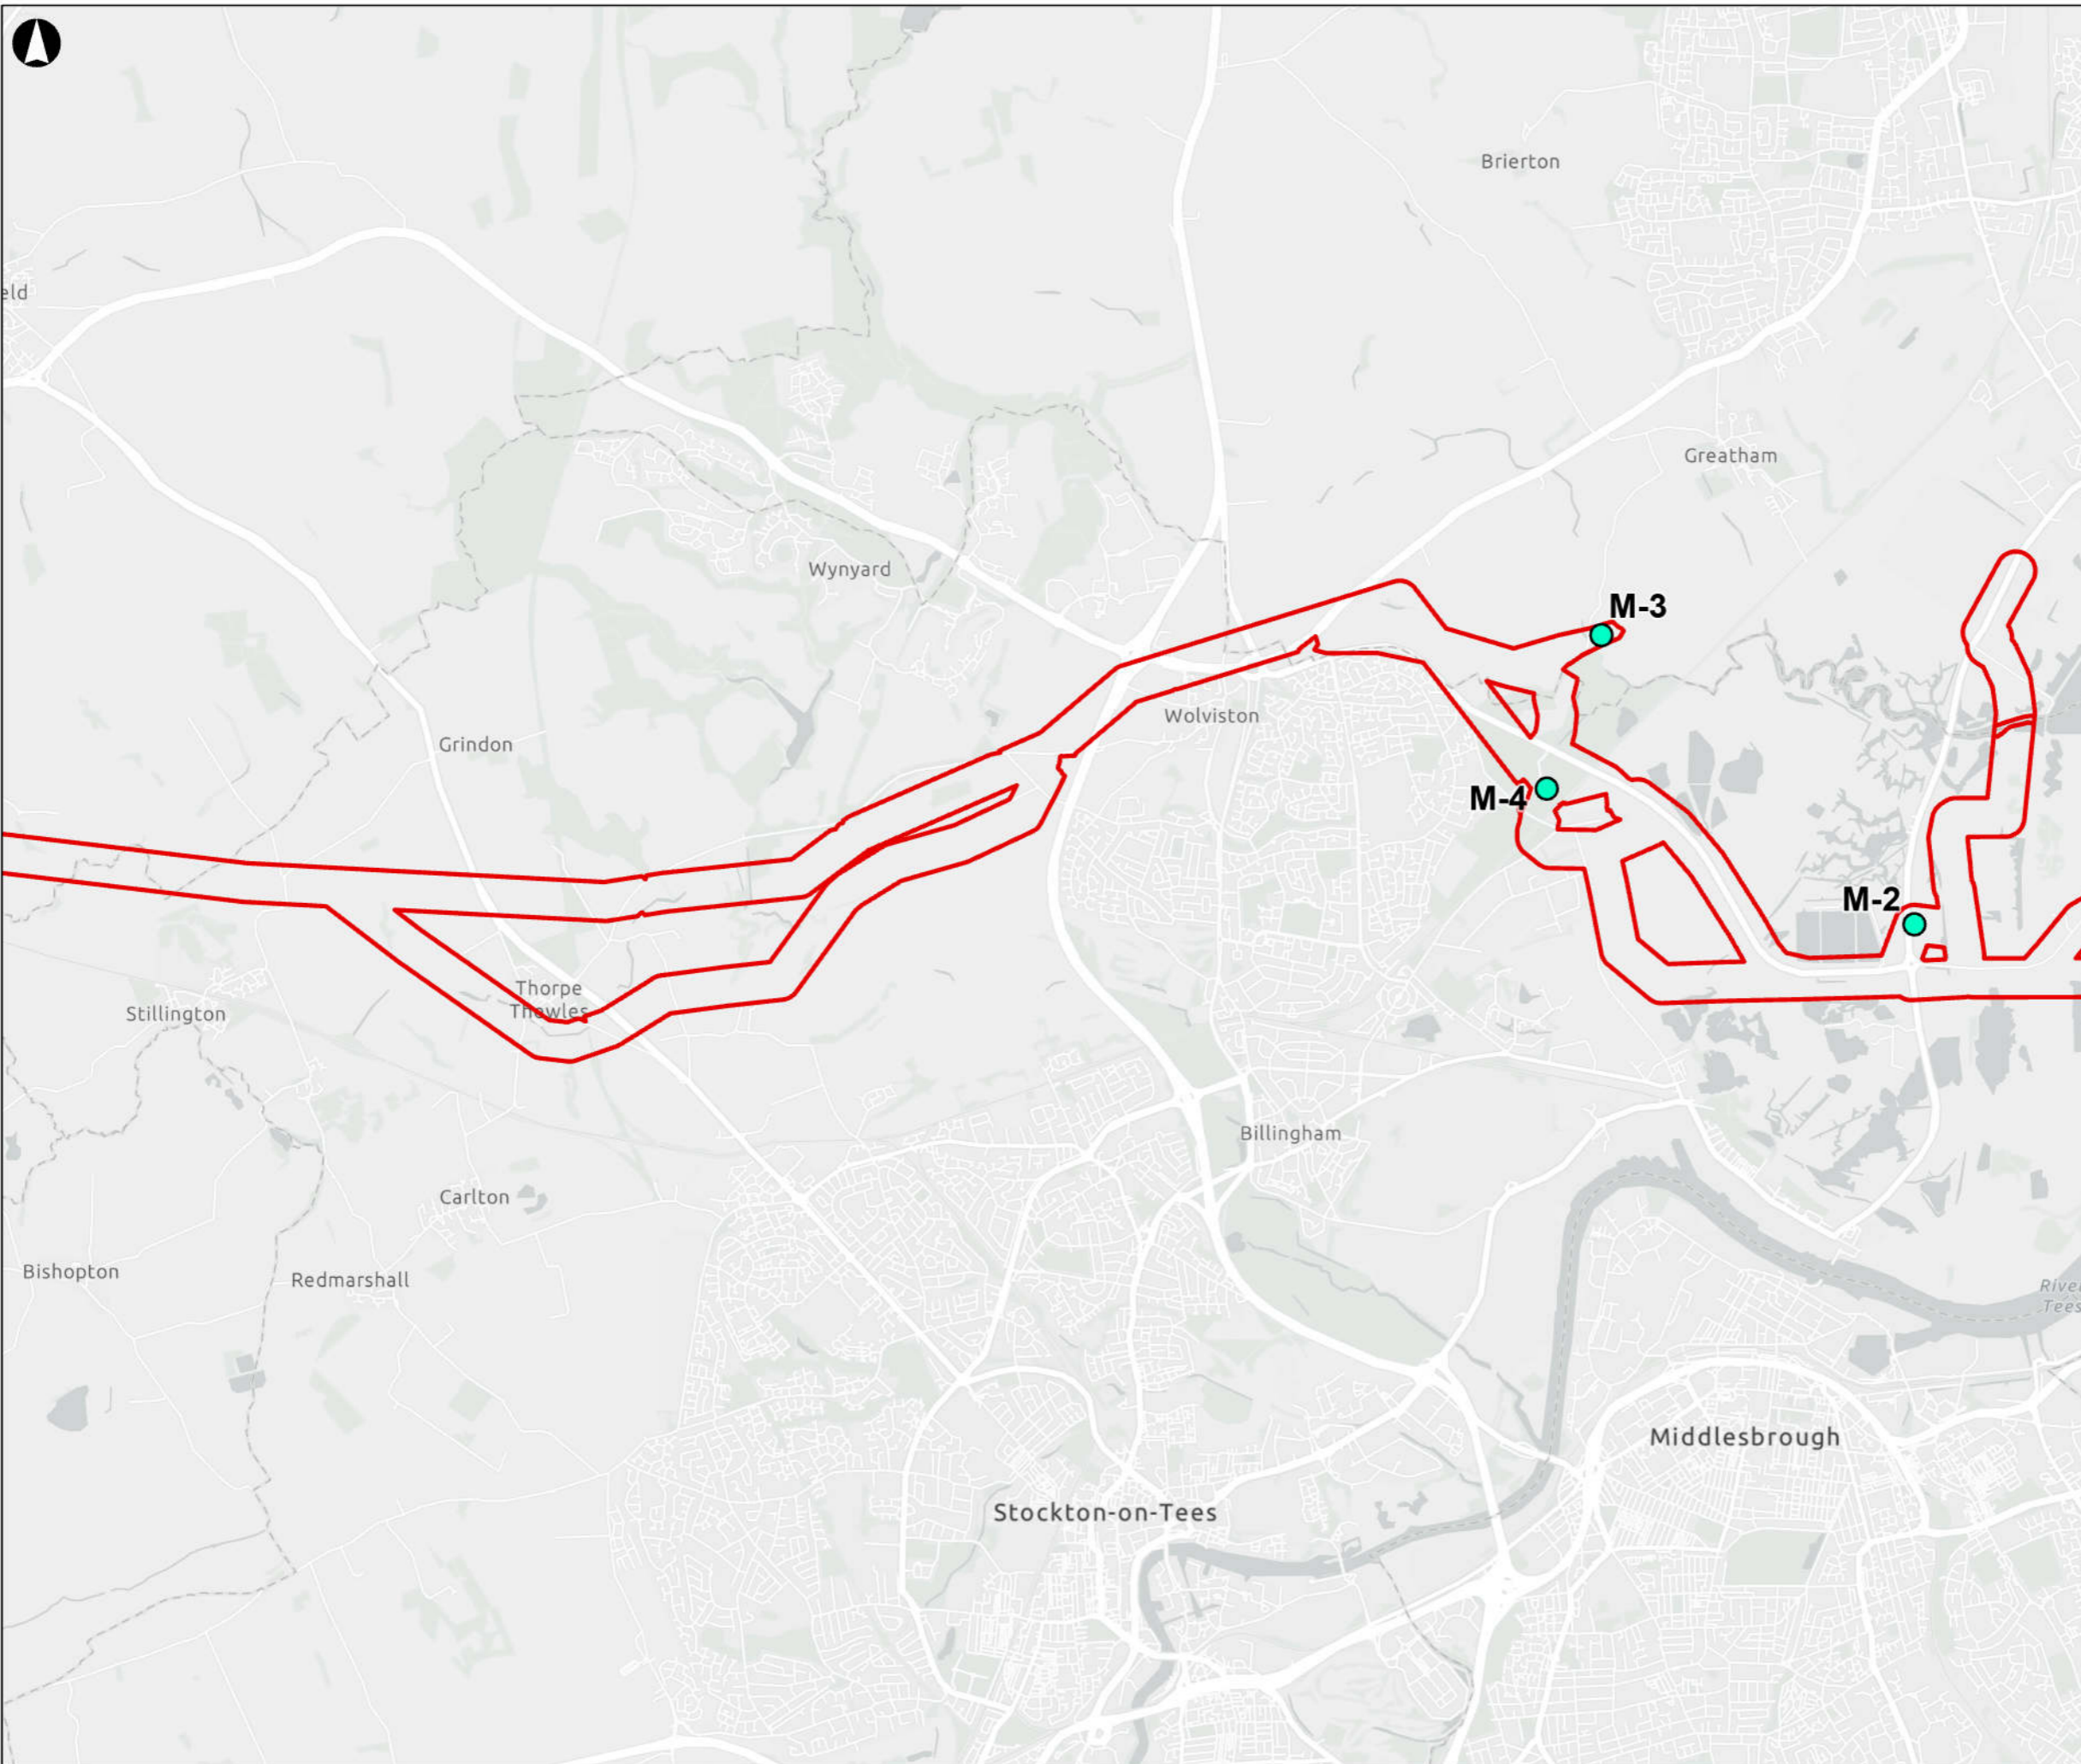 Brierton
eld
Greatham
Wynyard
M-3
Wolviston
Grindon
M-4
M-2
Thorpe
Thewles
Stillington
Billingham
Carlton
Bishopton
Redmarshall
River
Tees
Middlesbrough
Stockton-on-Tees